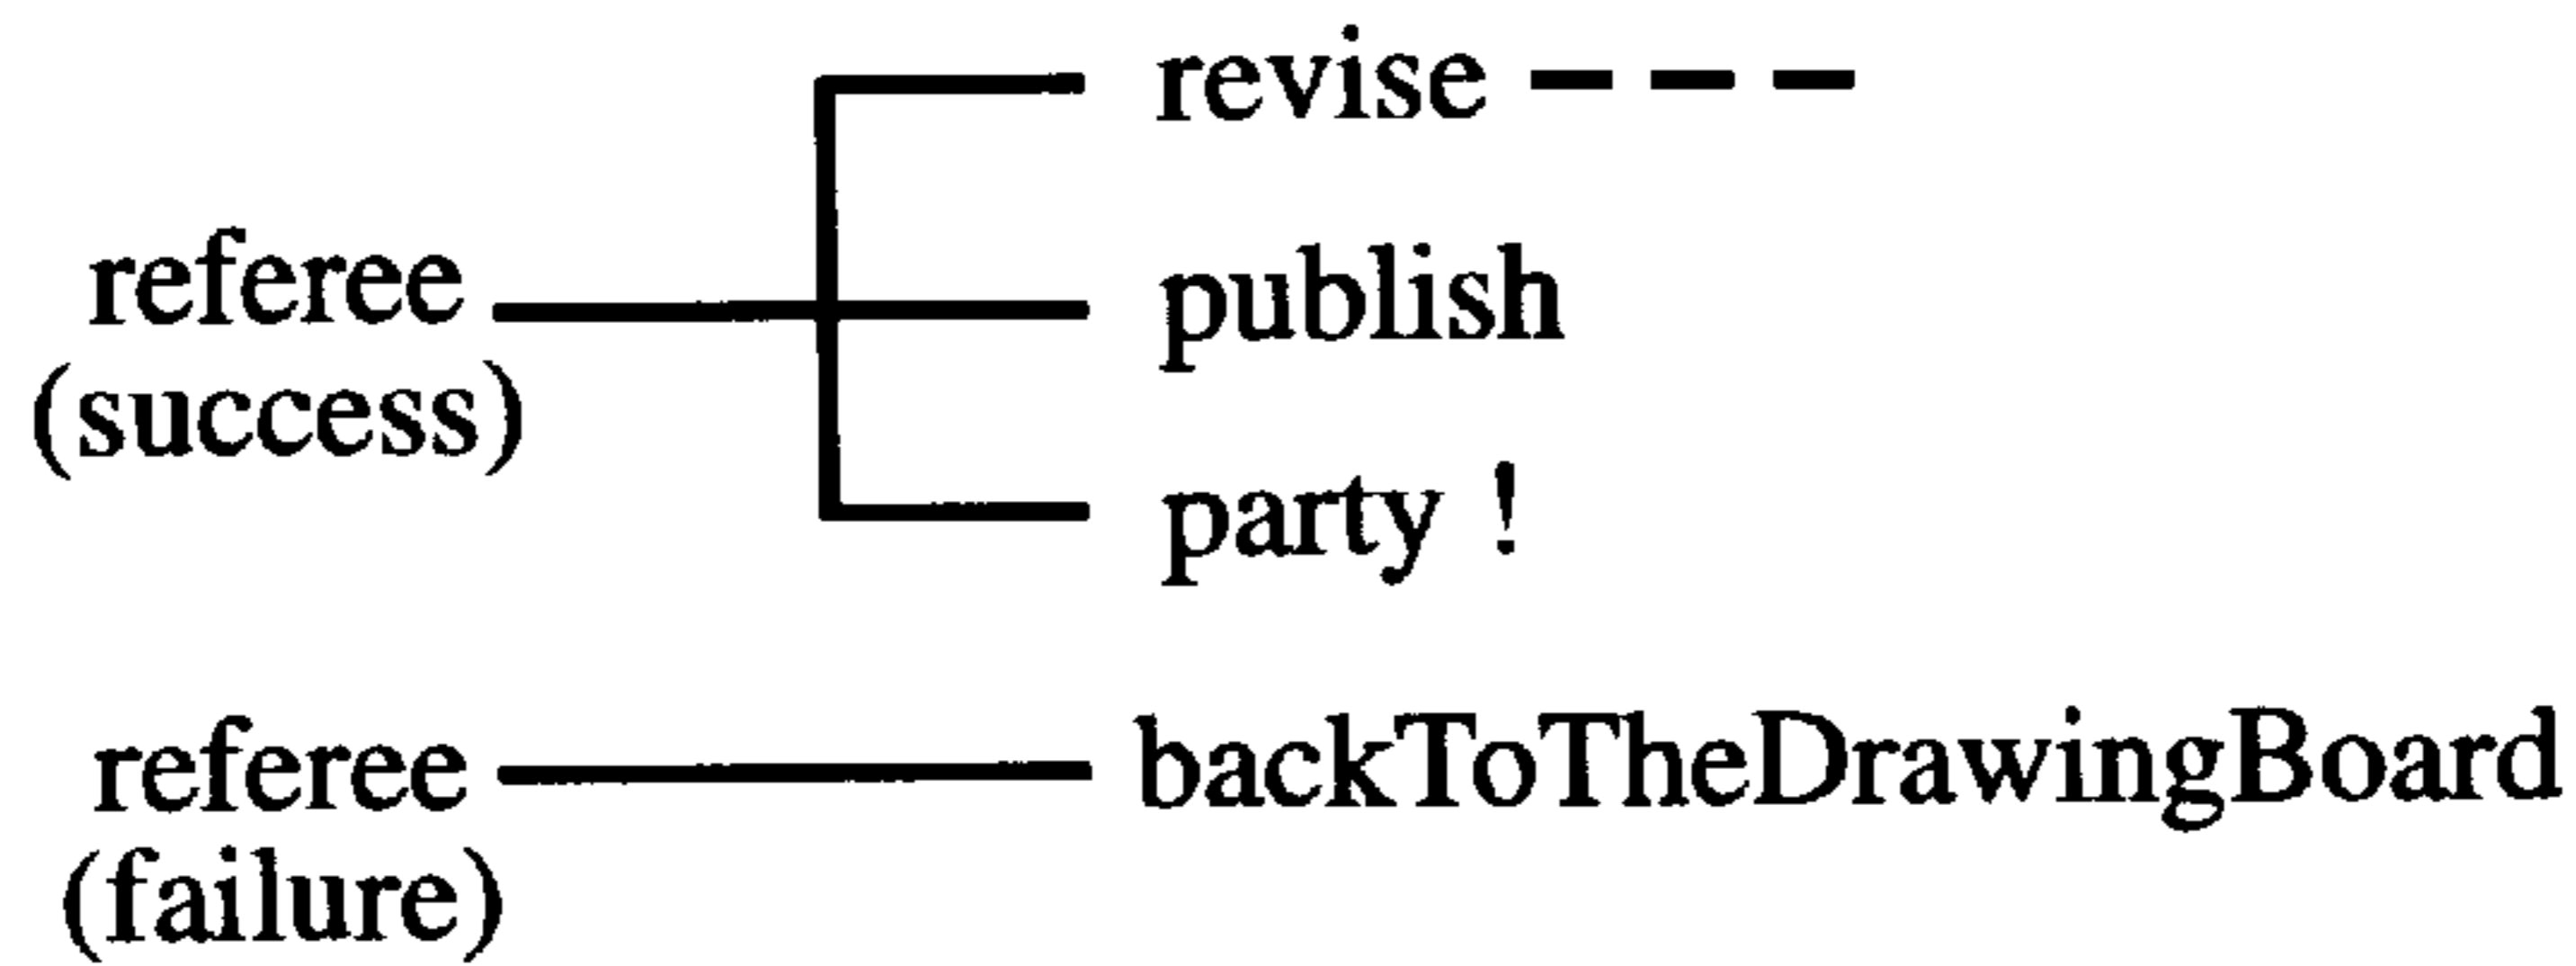 revise
referee
(success)
publish
party !
referee
(failure)
backToTheDrawingBoard